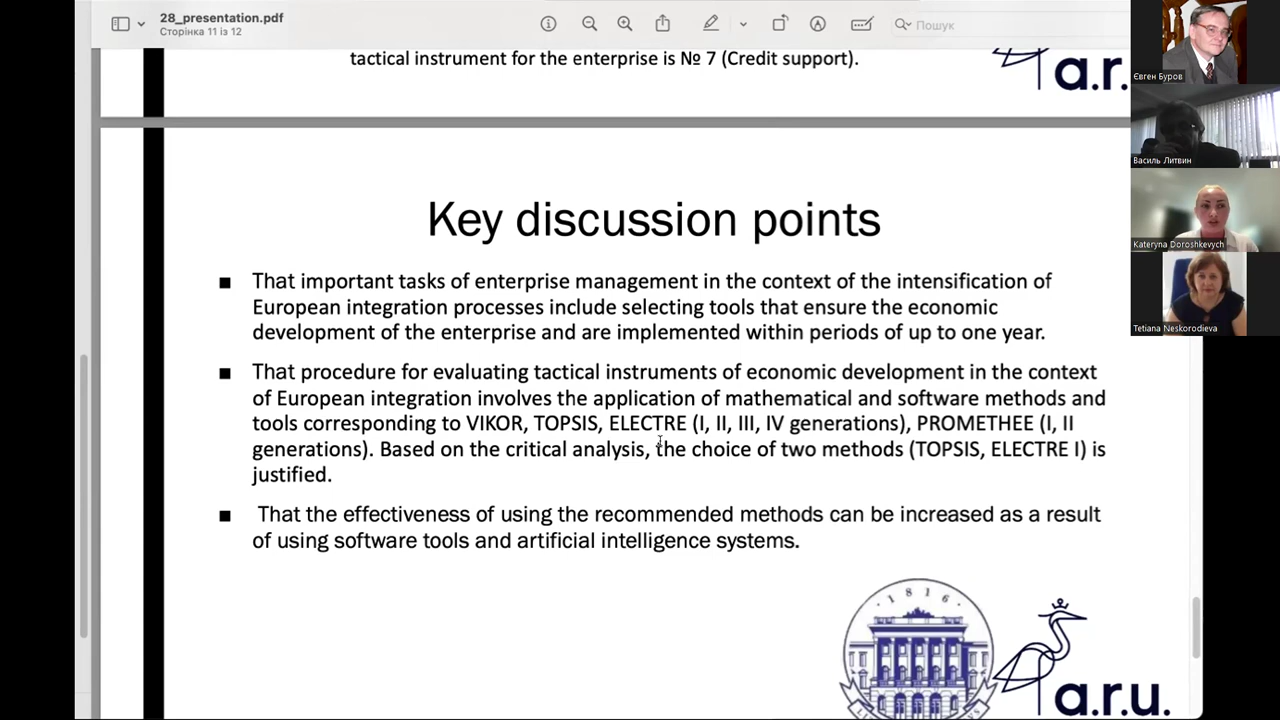 28_presentation.pdf
Сторінка 11 із 12
Пошук
tactical instrument for the enterprise is № 7 (Credit support).
a.r.
Key discussion points
■ That important tasks of enterprise management in the context of the intensification of
European integration processes include selecting tools that ensure the economic
development of the enterprise and are implemented within periods of up to one year.
■ That procedure for evaluating tactical instruments of economic development in the context
of European integration involves the application of mathematical and software methods and
tools corresponding to VIKOR, TOPSIS, ELECTRE (I, II, III, IV generations), PROMETHEE (I, II
generations). Based on the critical analysis, the choice of two methods (TOPSIS, ELECTRE I) is
justified.
■ That the effectiveness of using the recommended methods can be increased as a result
of using software tools and artificial intelligence systems.
· 1 8 1 6 ·
a.r.u.
Євген Буров
Василь Литвин
Kateryna Doroshkevych
Tetiana Neskorodieva